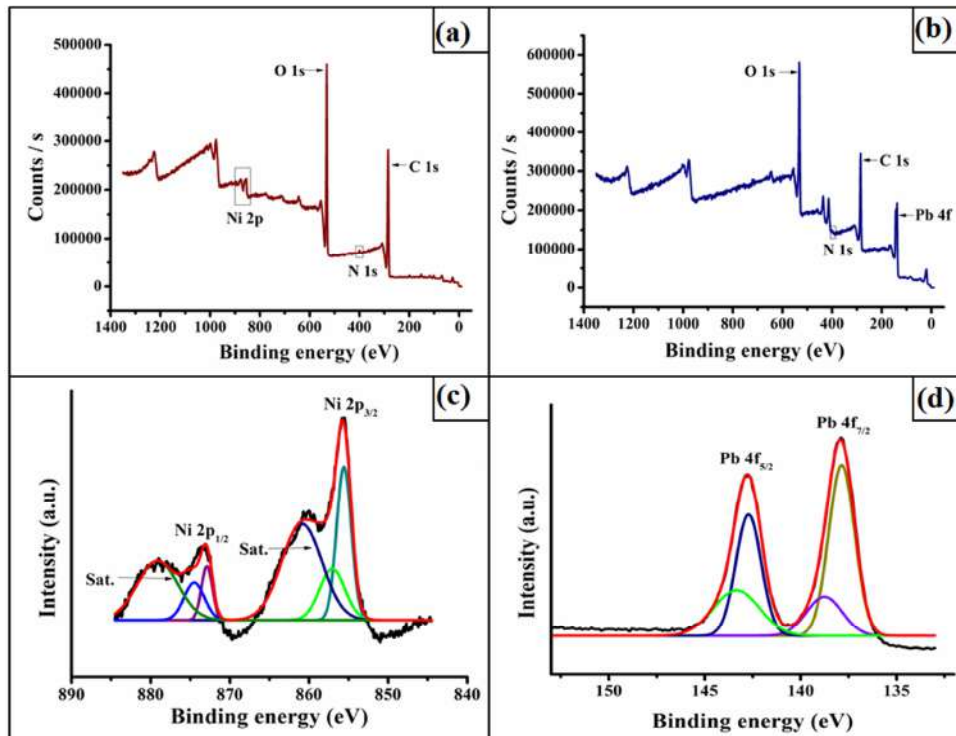 (a)
500000
400000
300000
200000
100000
0
Counts / s
O 1s
C 1s
Ni 2p
N 1s
1400 1200 1000 800 600 400 200 0
Binding energy (eV)
(b)
600000
500000
400000
300000
200000
100000
0
Counts / s
O 1s
C 1s
Pb 4f
N 1s
1400 1200 1000 800 600 400 200 0
Binding energy (eV)
(c)
Ni 2p3/2
Ni 2p1/2
Sat.
Sat.
Intensity (a.u.)
890 880 870 860 850 840
Binding energy (eV)
(d)
Pb 4f7/2
Pb 4f5/2
Intensity (a.u.)
150 145 140 135
Binding energy (eV)